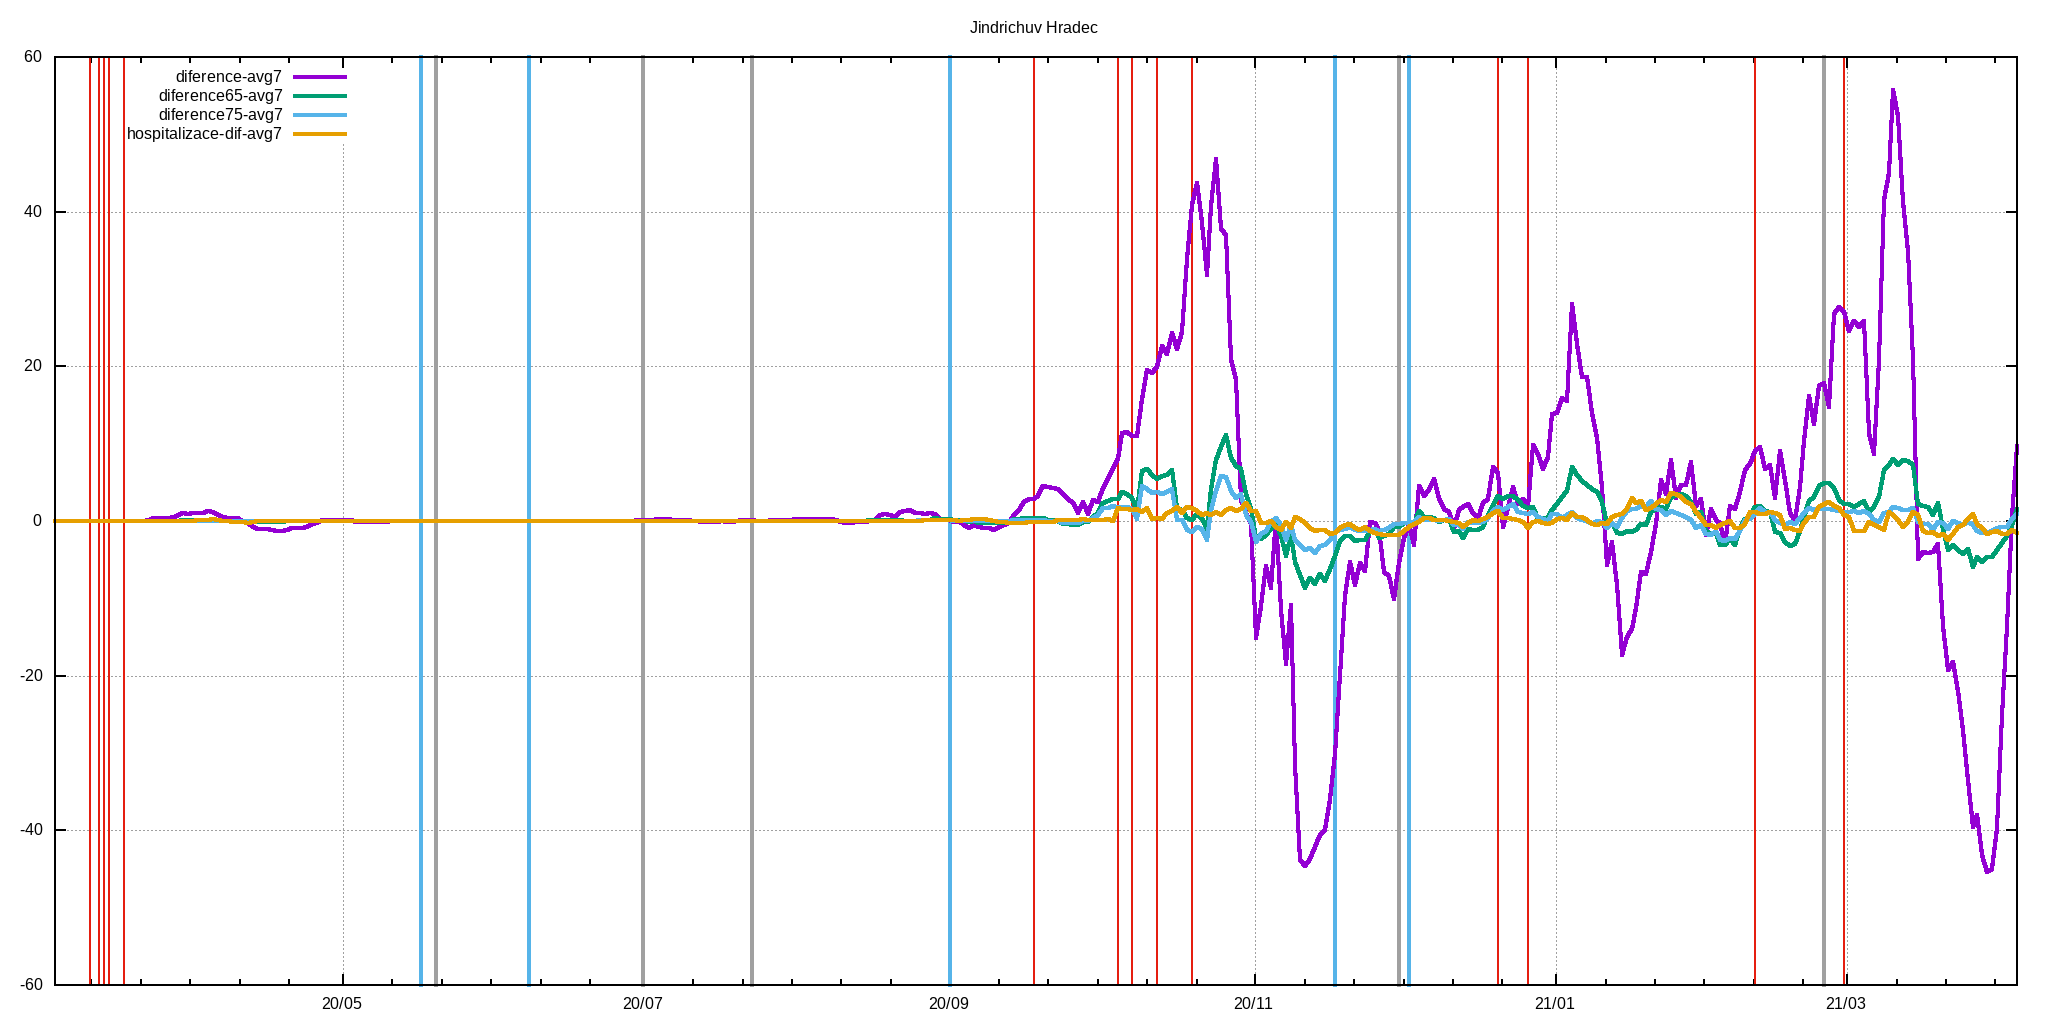 Jindrichuv Hradec
diference-avg7
diference65-avg7
diference75-avg7
hospitalizace-dif-avg7
60
40
20
0
-20
-40
-60
20/05 20/07 20/09 20/11 21/01 21/03